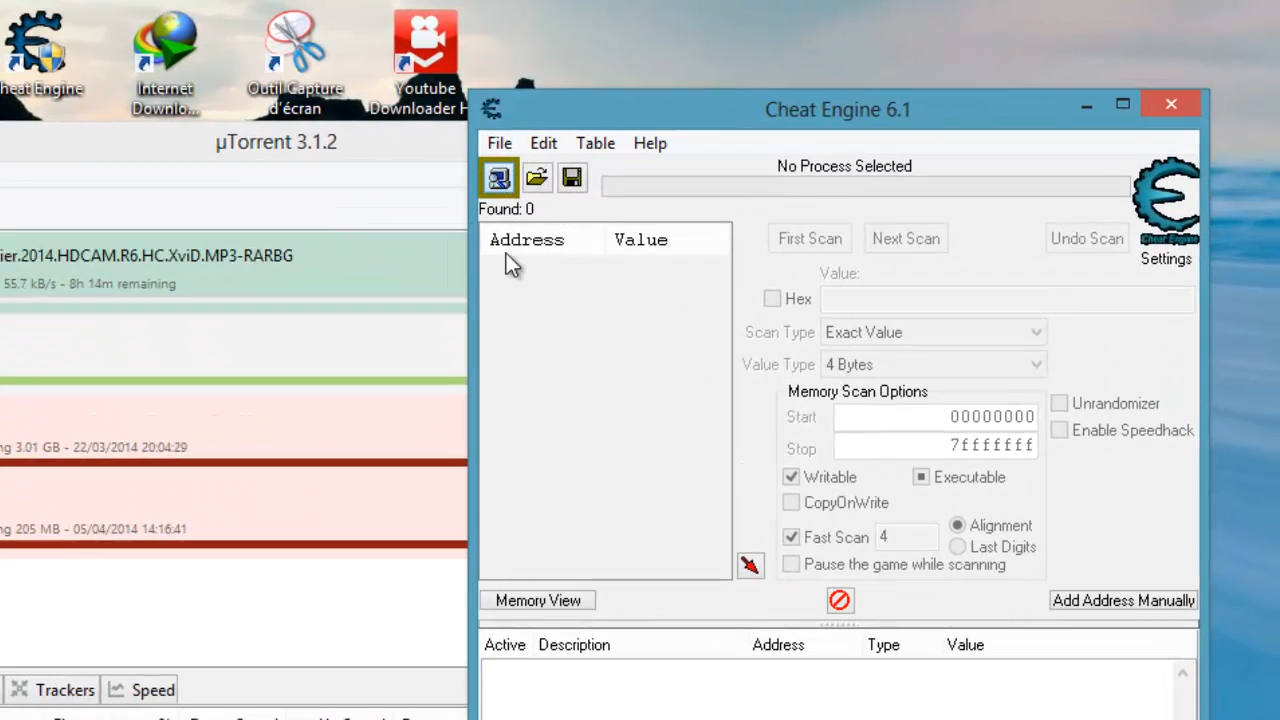 heat Engine
Internet
Downlo...
Outil Capture
d'écran
Youtube
Downloader H
µTorrent 3.1.2
ier.2014.HDCAM.R6.HC.XviD.MP3-RARBG
55.7 kB/s - 8h 14m remaining
ng 3.01 GB - 22/03/2014 20:04:29
ng 205 MB - 05/04/2014 14:16:41
Trackers
Speed
Cheat Engine 6.1
File Edit Table Help
No Process Selected
Found: 0
Address Value
First Scan Next Scan Undo Scan
Cheat Engine
Settings
Value:
Hex
Scan Type Exact Value
Value Type 4 Bytes
Memory Scan Options
Start 00000000
Stop 7fffffff
Unrandomizer
Enable Speedhack
Writable Executable
CopyOnWrite
Fast Scan 4 Alignment
Last Digits
Pause the game while scanning
Memory View
Add Address Manually
Active Description Address Type Value